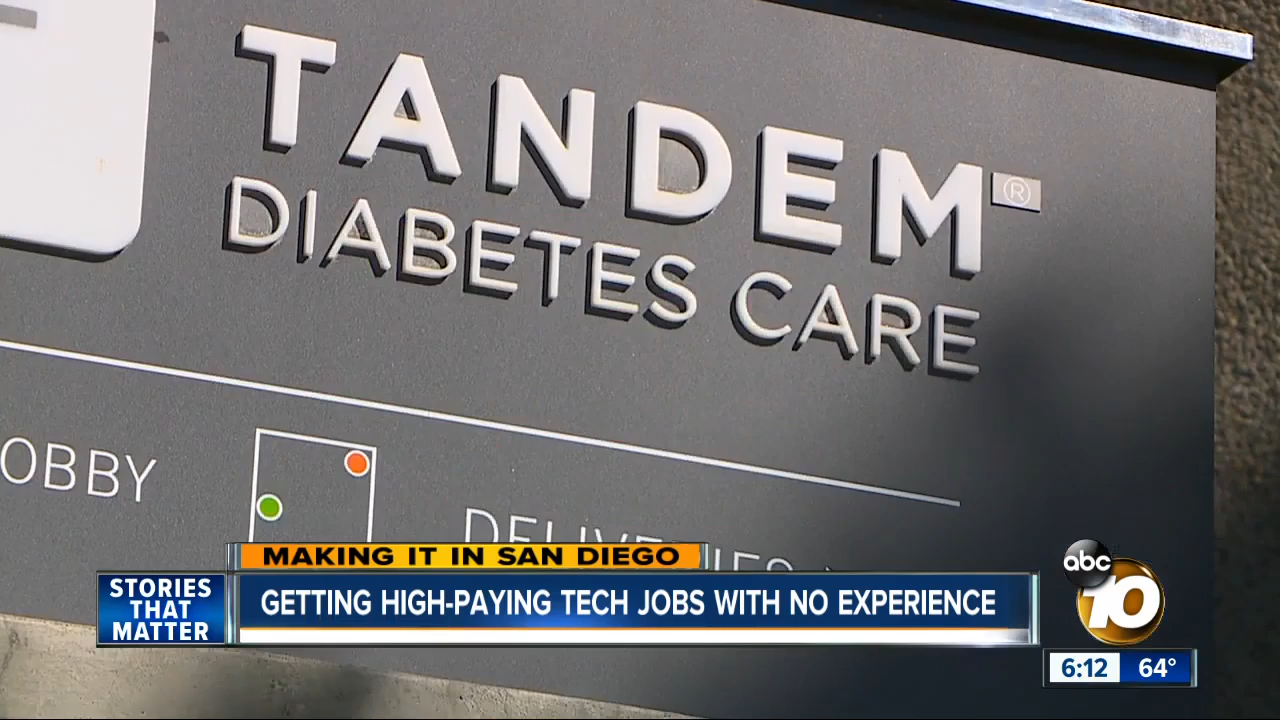 TANDEM®
DIABETES CARE
OBBY
DELIVERIES
MAKING IT IN SAN DIEGO
STORIES
THAT
MATTER
GETTING HIGH-PAYING TECH JOBS WITH NO EXPERIENCE
abc
10
6:12 64°